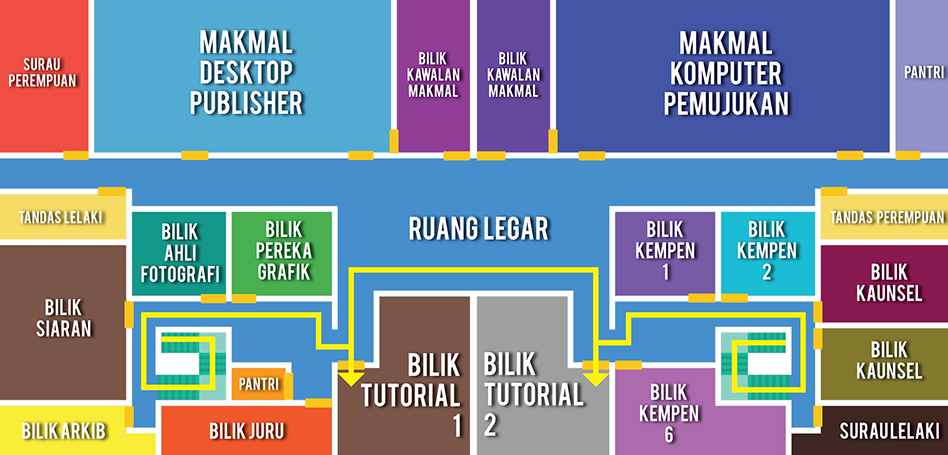 SURAU
PEREMPUAN
MAKMAL
DESKTOP
PUBLISHER
BILIK
KAWALAN
MAKMAL
BILIK
KAWALAN
MAKMAL
MAKMAL
KOMPUTER
PEMUJUKAN
PANTRI
TANDAS LELAKI
BILIK
AHLI
FOTOGRAFI
BILIK
PEREKA
GRAFIK
RUANG LEGAR
BILIK
KEMPEN
1
BILIK
KEMPEN
2
TANDAS PEREMPUAN
BILIK
SIARAN
BILIK
KAUNSEL
PANTRI
BILIK
TUTORIAL
1
BILIK
TUTORIAL
2
BILIK
KEMPEN
6
BILIK
KAUNSEL
BILIK ARKIB
BILIK JURU
SURAU LELAKI